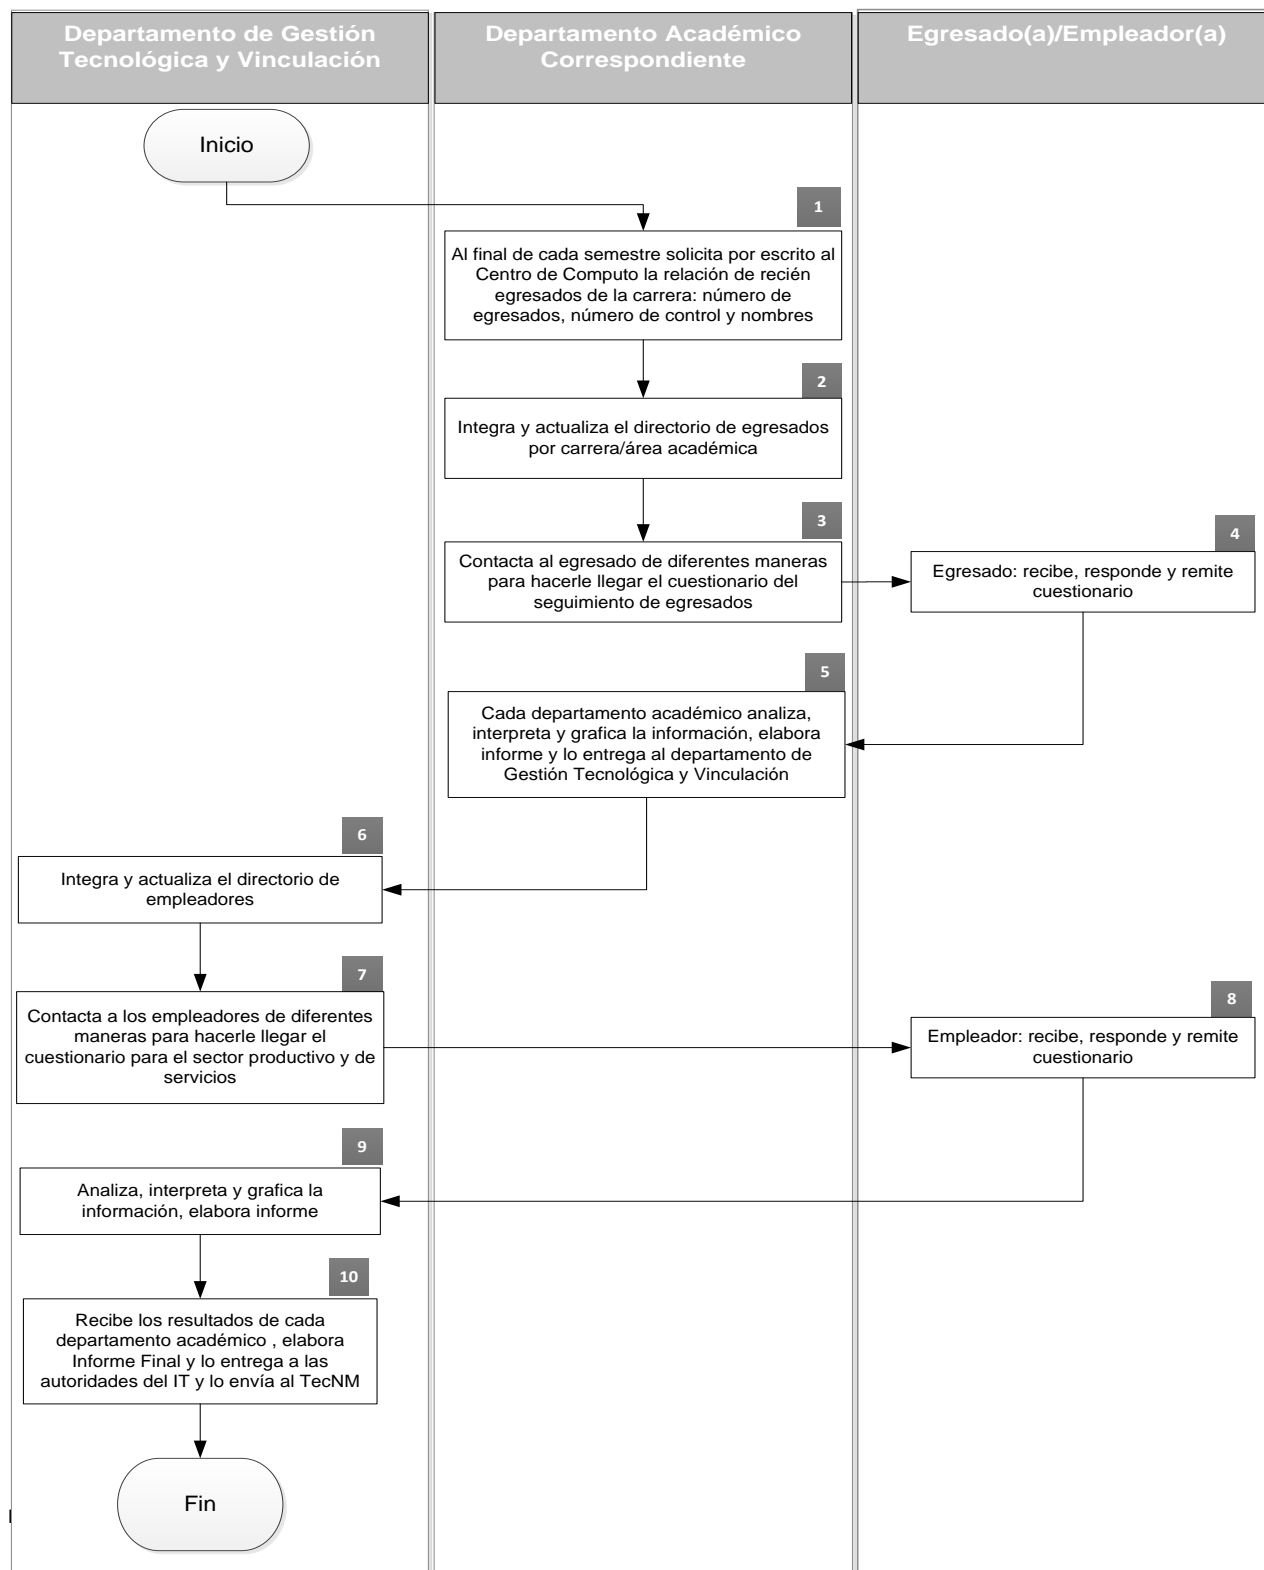 Departamento de Gestión
Tecnológica y Vinculación
Departamento Académico
Correspondiente
Egresado(a)/Empleador(a)
Inicio
1
Al final de cada semestre solicita por escrito al
Centro de Computo la relación de recién
egresados de la carrera: número de
egresados, número de control y nombres
2
Integra y actualiza el directorio de egresados
por carrera/área académica
3
Contacta al egresado de diferentes maneras
para hacerle llegar el cuestionario del
seguimiento de egresados
4
Egresado: recibe, responde y remite
cuestionario
5
Cada departamento académico analiza,
interpreta y grafica la información, elabora
informe y lo entrega al departamento de
Gestión Tecnológica y Vinculación
6
Integra y actualiza el directorio de
empleadores
7
Contacta a los empleadores de diferentes
maneras para hacerle llegar el
cuestionario para el sector productivo y de
servicios
8
Empleador: recibe, responde y remite
cuestionario
9
Analiza, interpreta y grafica la
información, elabora informe
10
Recibe los resultados de cada
departamento académico , elabora
Informe Final y lo entrega a las
autoridades del IT y lo envía al TecNM
Fin